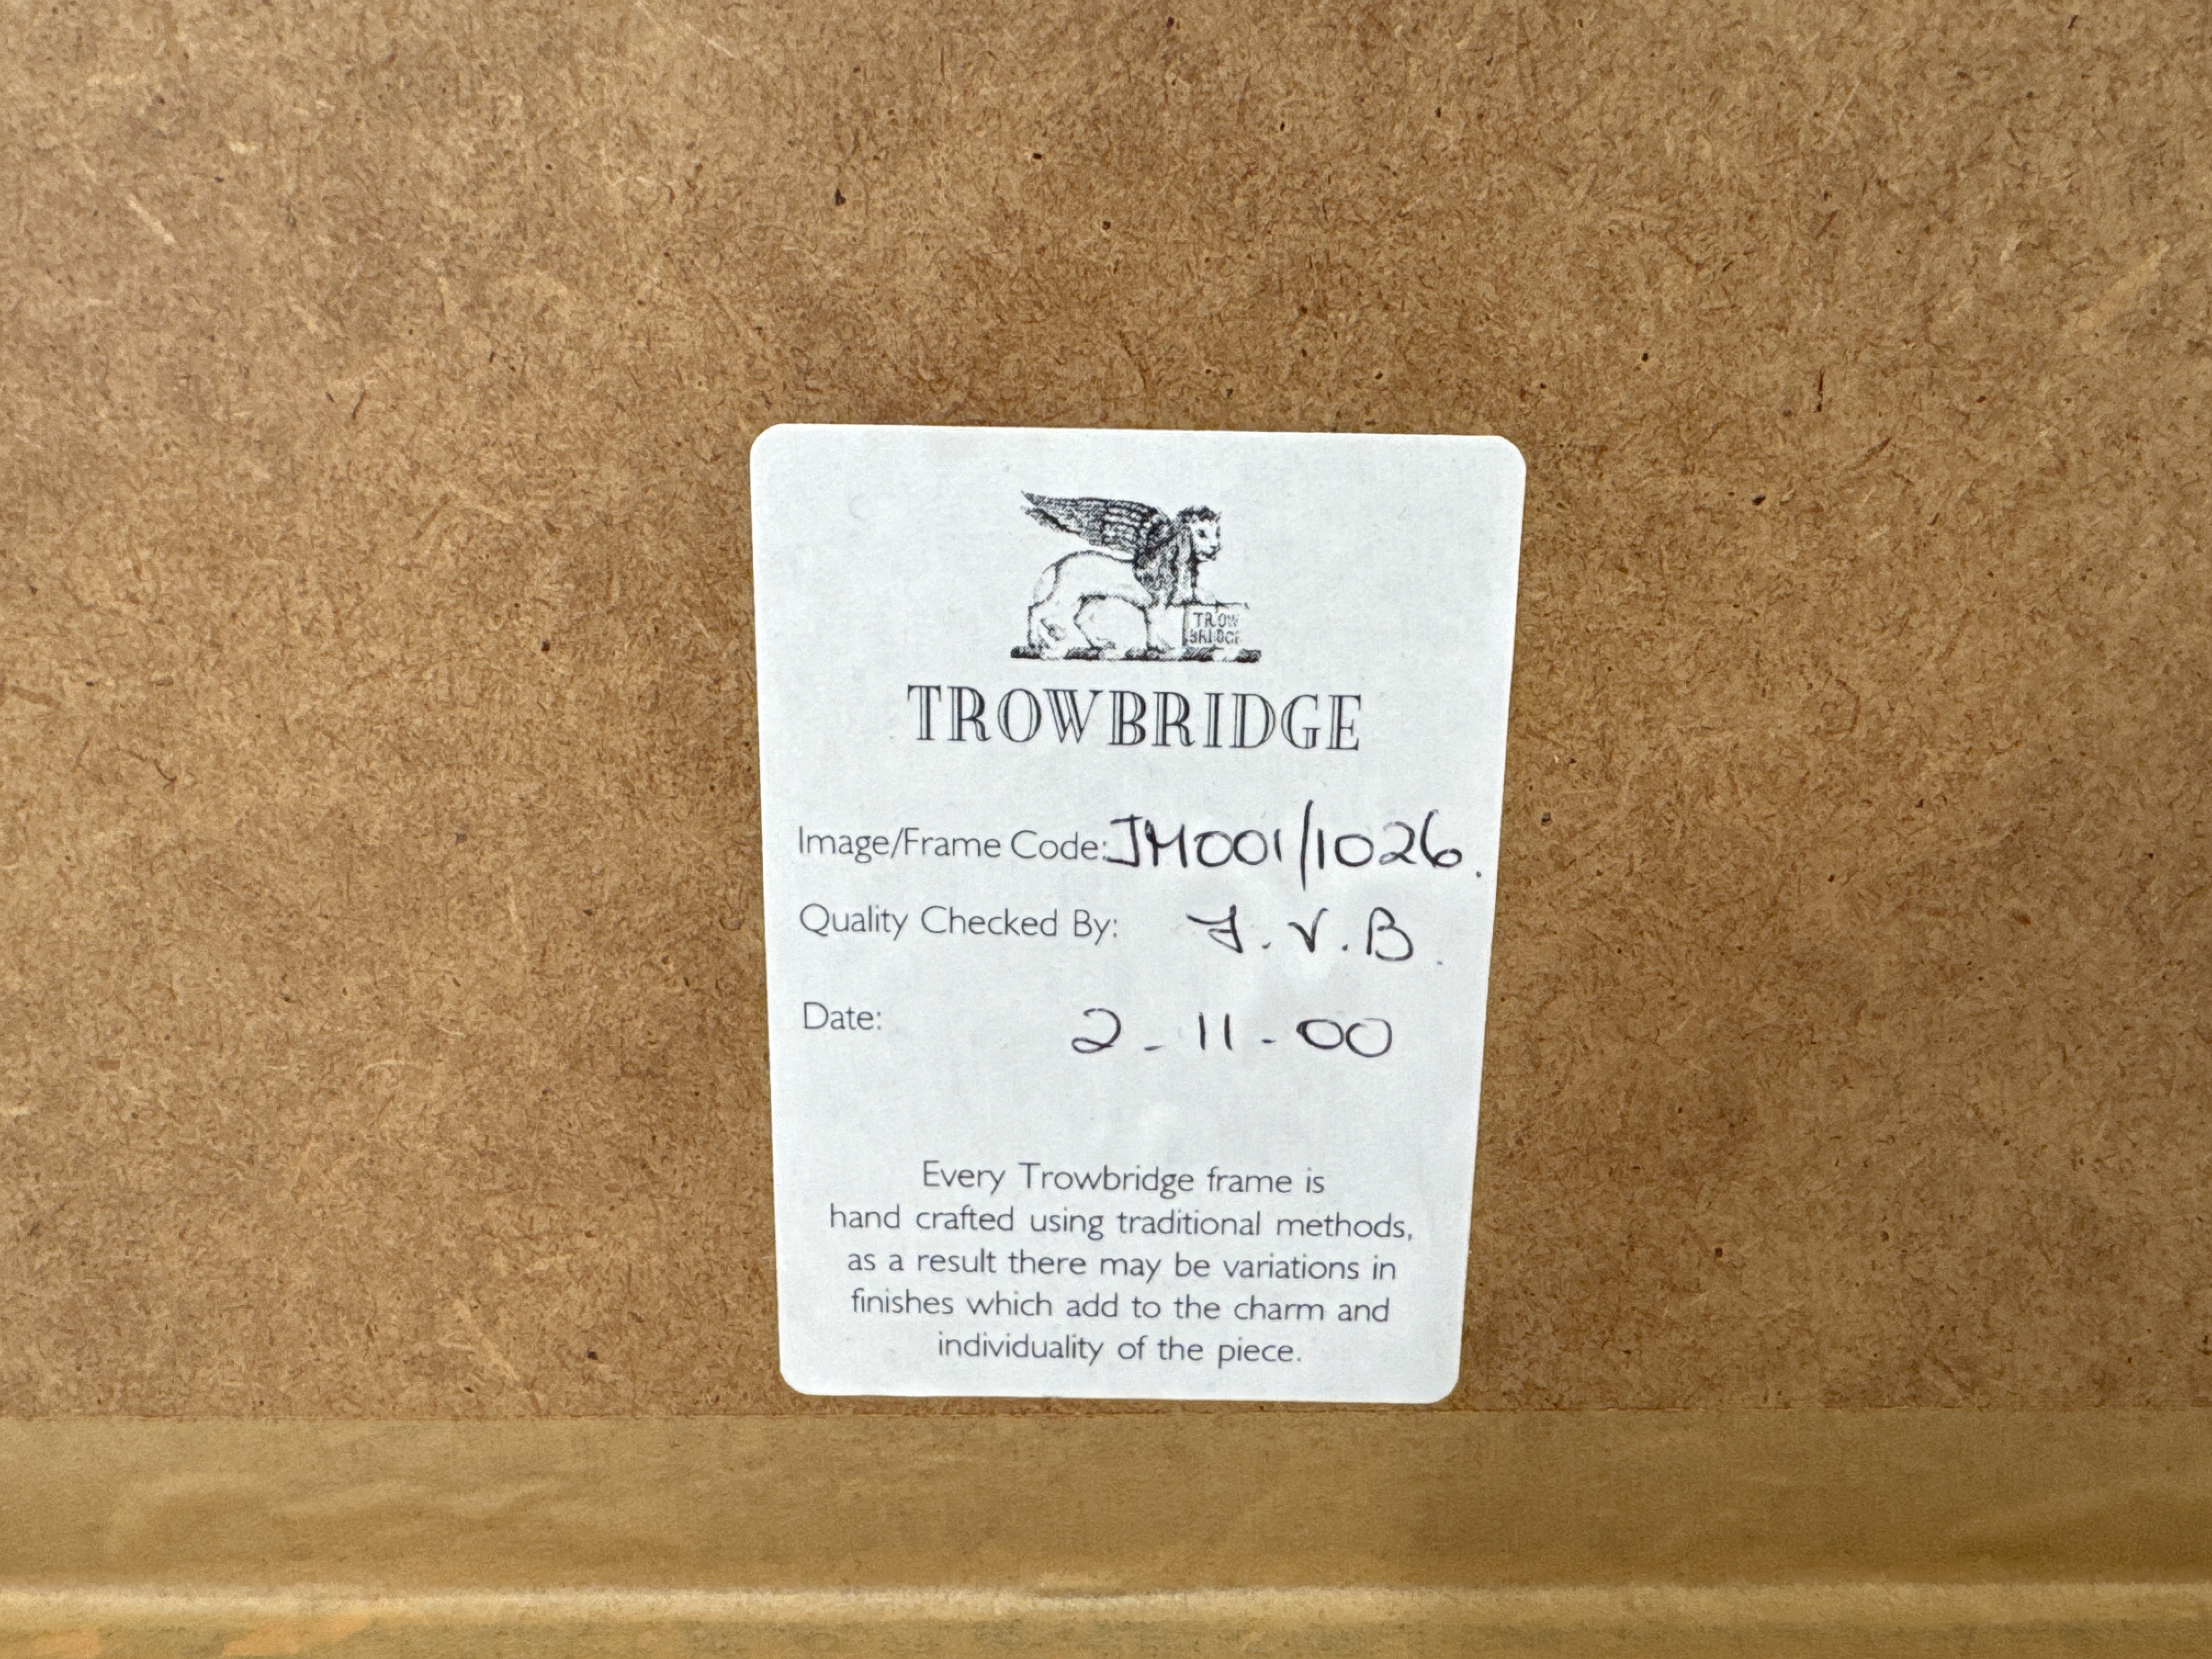 TROW
BRIDGE
TROWBRIDGE
Image/Frame Code: JM001/1026.
Quality Checked By: J.V.B.
Date: 2-11-00
Every Trowbridge frame is
hand crafted using traditional methods,
as a result there may be variations in
finishes which add to the charm and
individuality of the piece.